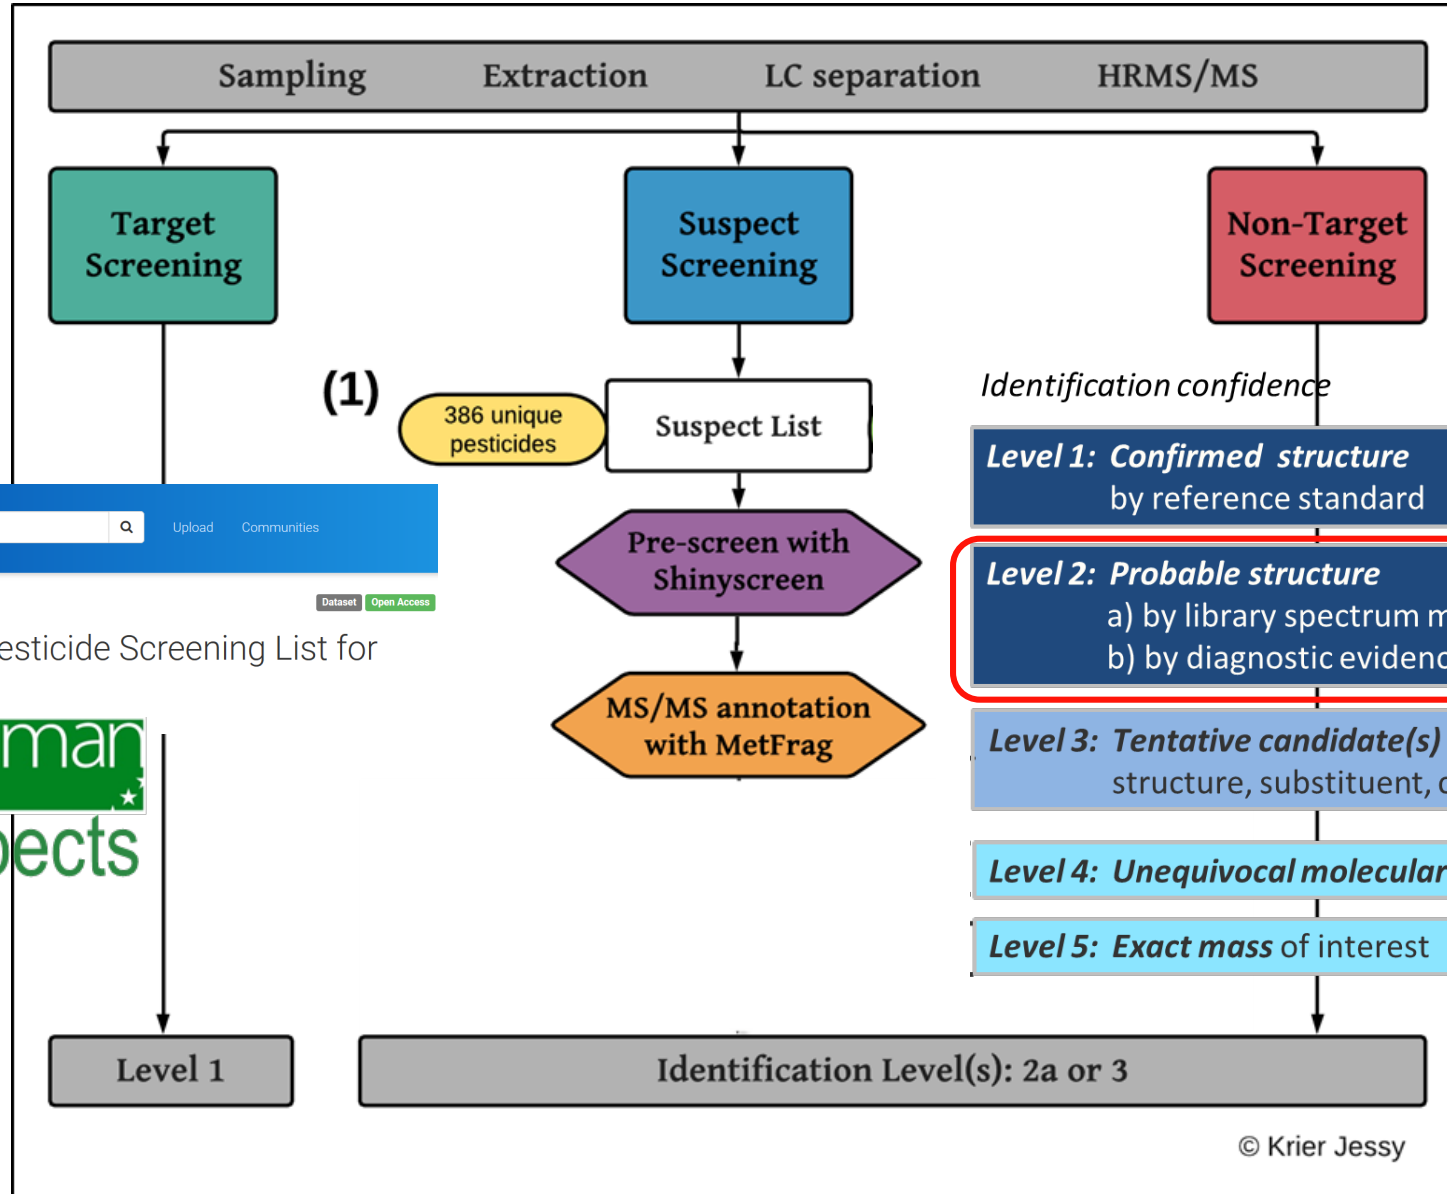 Sampling Extraction LC separation HRMS/MS
Target
Screening
Suspect
Screening
Non-Target
Screening
(1)
386 unique
pesticides
Suspect List
Pre-screen with
Shinyscreen
MS/MS annotation
with MetFrag
Upload Communities
Dataset Open Access
esticide Screening List for
man
pects
Identification confidence
Level 1: Confirmed structure
by reference standard
Level 2: Probable structure
a) by library spectrum m
b) by diagnostic evidenc
Level 3: Tentative candidate(s)
structure, substituent,
Level 4: Unequivocal molecular
Level 5: Exact mass of interest
Level 1
Identification Level(s): 2a or 3
© Krier Jessy